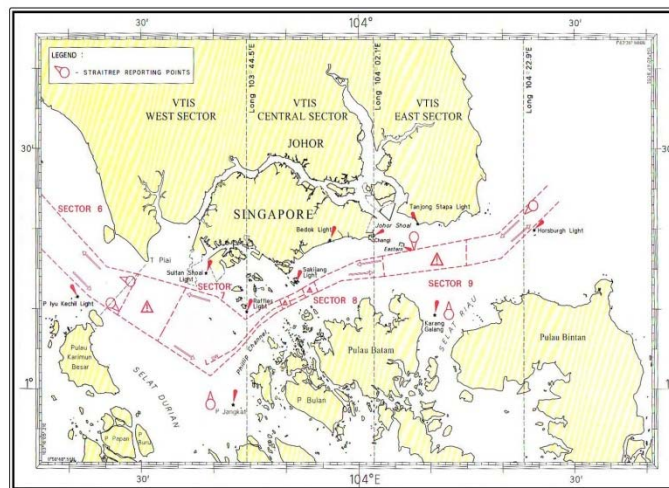 30'
104°
30'
LEGEND :
- STRAITREP REPORTING POINTS
Long 103° 44.5'E
Long 104° 02.1'E
Long 104° 22.9'E
VTIS
WEST SECTOR
VTIS
CENTRAL SECTOR
VTIS
EAST SECTOR
JOHOR
30'
30'
SECTOR 6
SINGAPORE
Tanjong Stapa Light
Johor Shoal
Horsburgh Light
Bedok Light
Changi
Eastern
T Piai
Sultan Shoal
Light
Sakijang
Light
SECTOR
7
SECTOR 9
P Iyu Kechil Light
Raffles
Light
SECTOR 8
Phillip Channel
Karang
Galang
SELAT RIAU
Pulau Bintan
Pulau
Karimun
Besar
Pulau Batam
1°
1°
SELAT DURIAN
P Bulan
P Jangkat
P Papan
P
Buru
30'
104°
30'